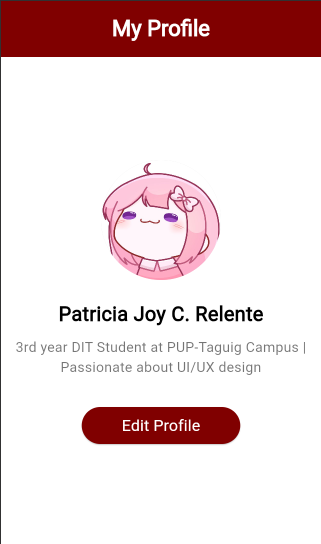 My Profile
Patricia Joy C. Relente
3rd year DIT Student at PUP-Taguig Campus |
Passionate about UI/UX design
Edit Profile